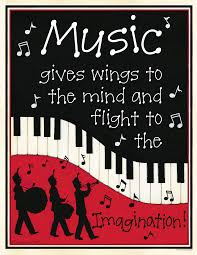 Music
gives wings to
the mind and
flight to
the
Imagination!